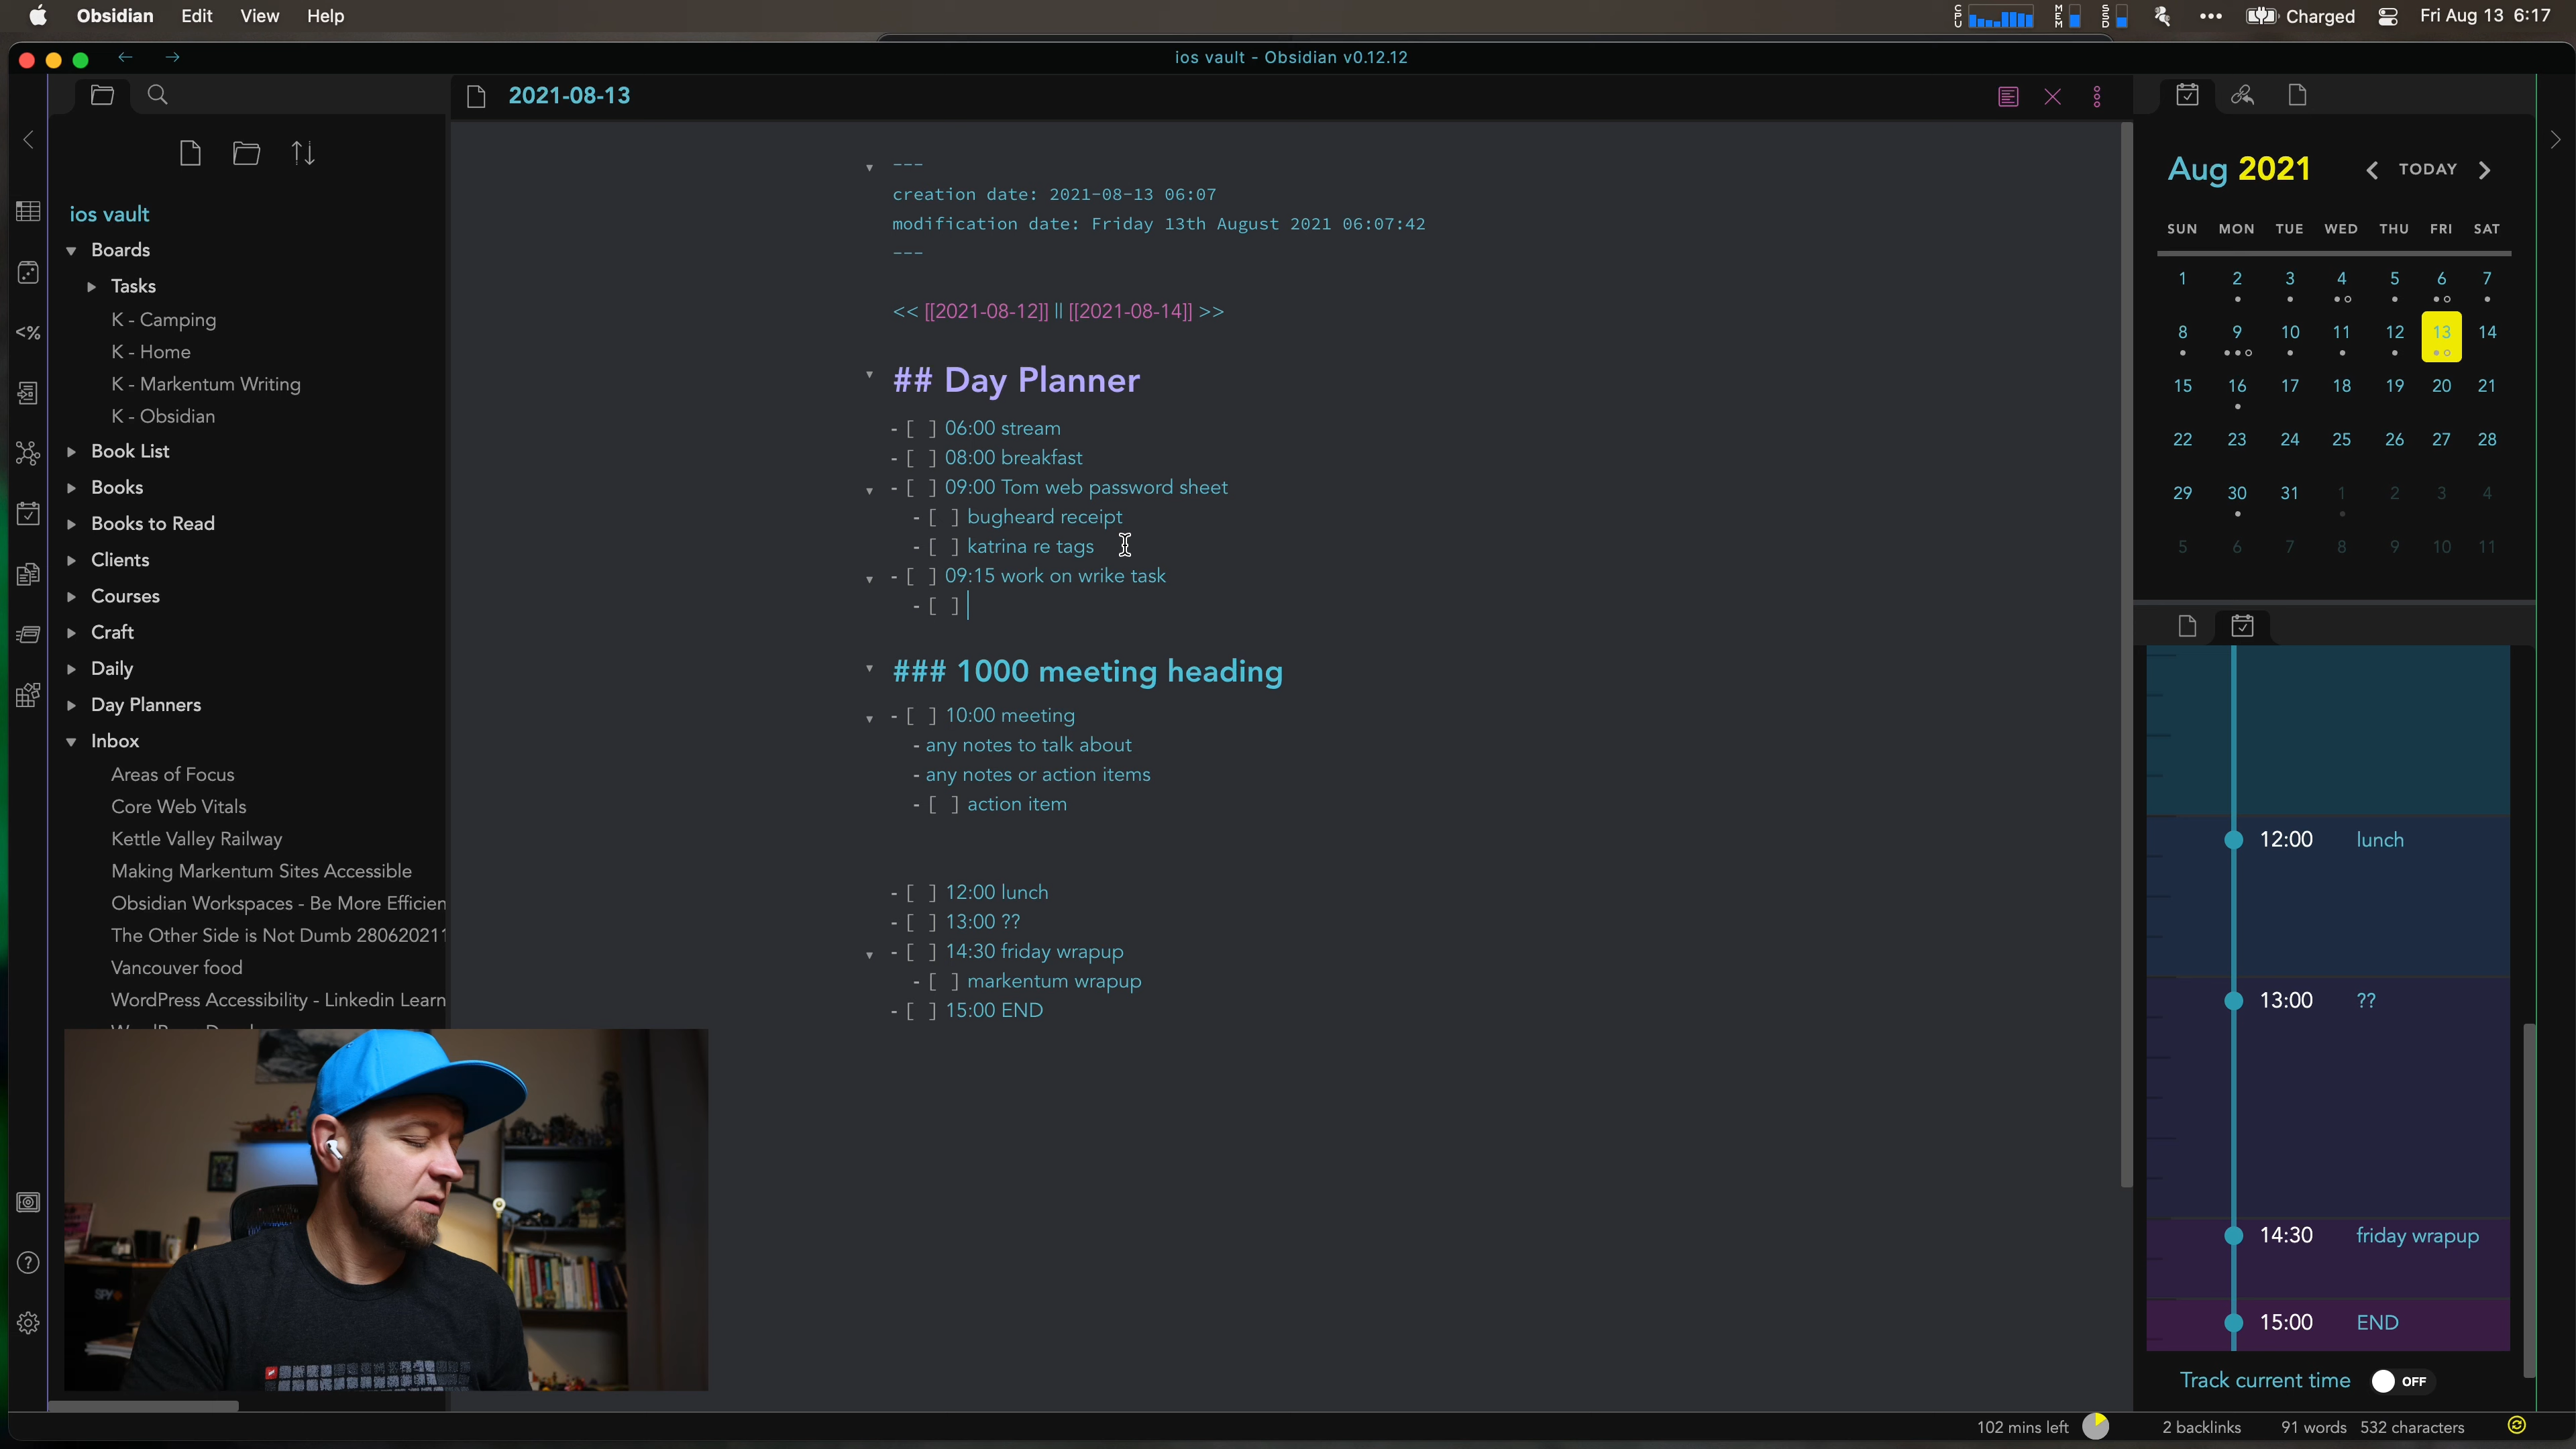 Obsidian Edit View Help
CPU MEM SSD Charged Fri Aug 13 6:17
ios vault - Obsidian v0.12.12
2021-08-13
ios vault
Boards
Tasks
K - Camping
K - Home
K - Markentum Writing
K - Obsidian
Book List
Books
Books to Read
Clients
Courses
Craft
Daily
Day Planners
Inbox
Areas of Focus
Core Web Vitals
Kettle Valley Railway
Making Markentum Sites Accessible
Obsidian Workspaces - Be More Efficien
The Other Side is Not Dumb 280620211
Vancouver food
WordPress Accessibility - Linkedin Learn
<%
---
creation date: 2021-08-13 06:07
modification date: Friday 13th August 2021 06:07:42
---
<< [[2021-08-12]] || [[2021-08-14]] >>
## Day Planner
- [ ] 06:00 stream
- [ ] 08:00 breakfast
- [ ] 09:00 Tom web password sheet
- [ ] bugheard receipt
- [ ] katrina re tags
- [ ] 09:15 work on wrike task
- [ ]
### 1000 meeting heading
- [ ] 10:00 meeting
- any notes to talk about
- any notes or action items
- [ ] action item
- [ ] 12:00 lunch
- [ ] 13:00 ??
- [ ] 14:30 friday wrapup
- [ ] markentum wrapup
- [ ] 15:00 END
Aug 2021 TODAY
SUN MON TUE WED THU FRI SAT
1 2 3 4 5 6 7
8 9 10 11 12 13 14
15 16 17 18 19 20 21
22 23 24 25 26 27 28
29 30 31 1 2 3 4
5 6 7 8 9 10 11
12:00 lunch
13:00 ??
14:30 friday wrapup
15:00 END
Track current time OFF
102 mins left 2 backlinks 91 words 532 characters